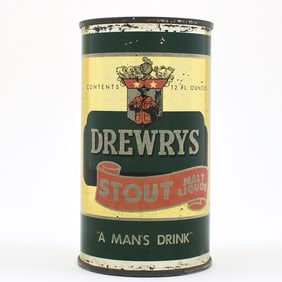 CONTENTS 12 FL. OUNCES
DREWRYS
STOUT MALT LIQUOR
"A MAN'S DRINK"